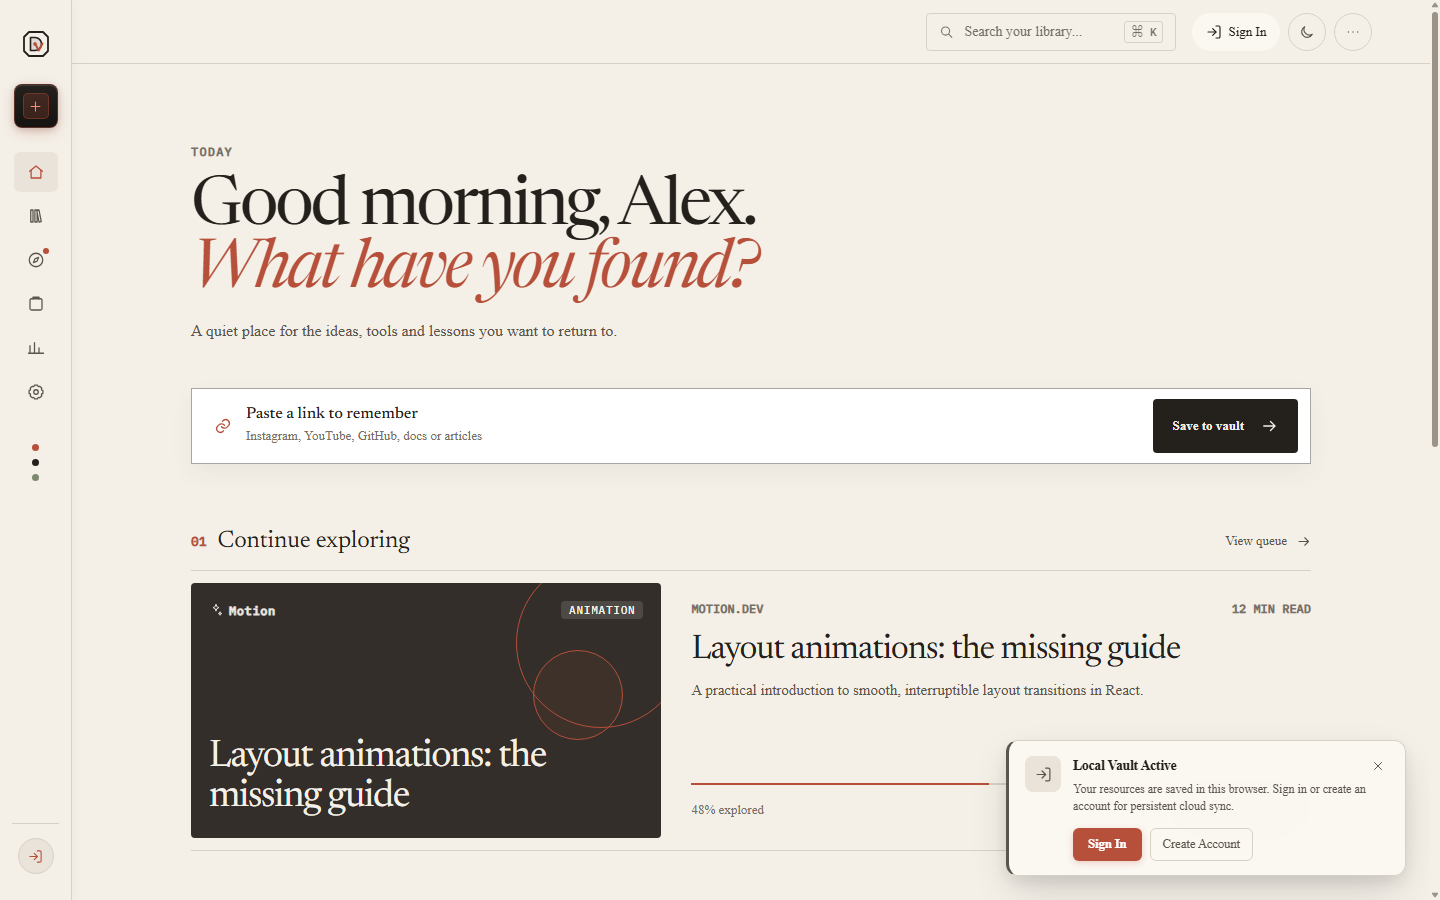 Search your library...
⌘ K
Sign In
TODAY
Good morning, Alex.
What have you found?
A quiet place for the ideas, tools and lessons you want to return to.
Paste a link to remember
Instagram, YouTube, GitHub, docs or articles
Save to vault
01 Continue exploring
View queue
Motion
ANIMATION
Layout animations: the
missing guide
MOTION.DEV
12 MIN READ
Layout animations: the missing guide
A practical introduction to smooth, interruptible layout transitions in React.
48% explored
Local Vault Active
Your resources are saved in this browser. Sign in or create an
account for persistent cloud sync.
Sign In
Create Account